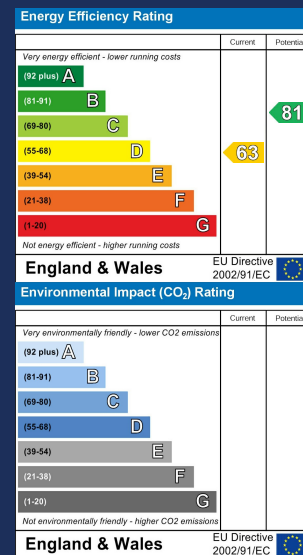 Energy Efficiency Rating
Current Potentia
Very energy efficient - lower running costs
(92 plus) A
(81-91) B
81
(69-80) C
(55-68) D
63
(39-54) E
(21-38) F
(1-20) G
Not energy efficient - higher running costs
England & Wales
EU Directive
2002/91/EC
Environmental Impact (CO₂) Rating
Current Potentia
Very environmentally friendly - lower CO2 emissions
(92 plus) A
(81-91) B
(69-80) C
(55-68) D
(39-54) E
(21-38) F
(1-20) G
Not environmentally friendly - higher CO2 emissions
England & Wales
EU Directive
2002/91/EC